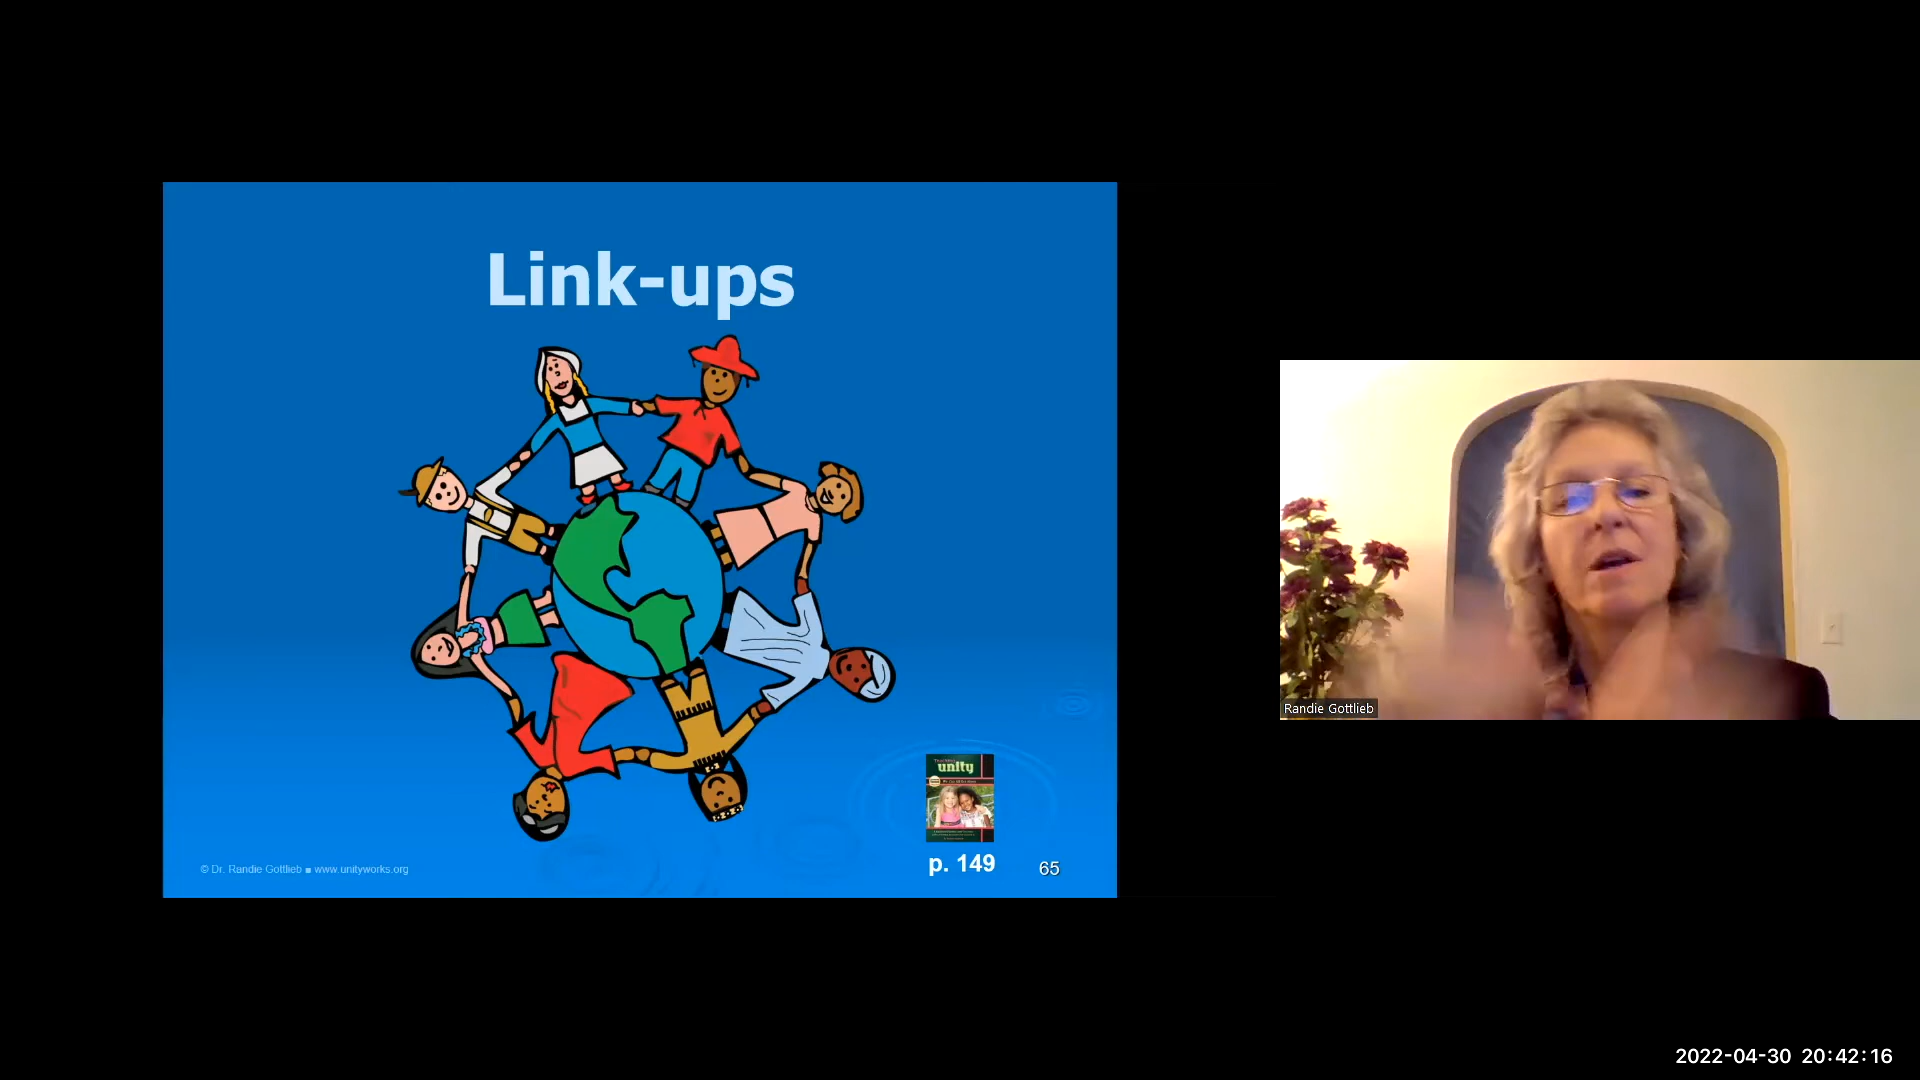 Link-ups
unity
p. 149
65
© Dr. Randie Gottlieb ■ www.unityworks.org
Randie Gottlieb
2022-04-30 20:42:16